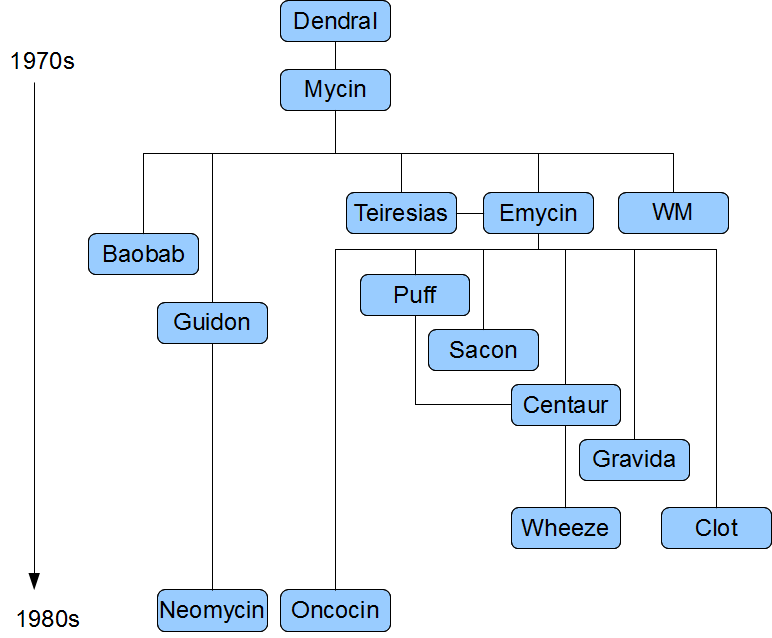 Dendral
1970s
Mycin
Teiresias
Emycin
WM
Baobab
Puff
Guidon
Sacon
Centaur
Gravida
Wheeze
Clot
Neomycin
Oncocin
1980s